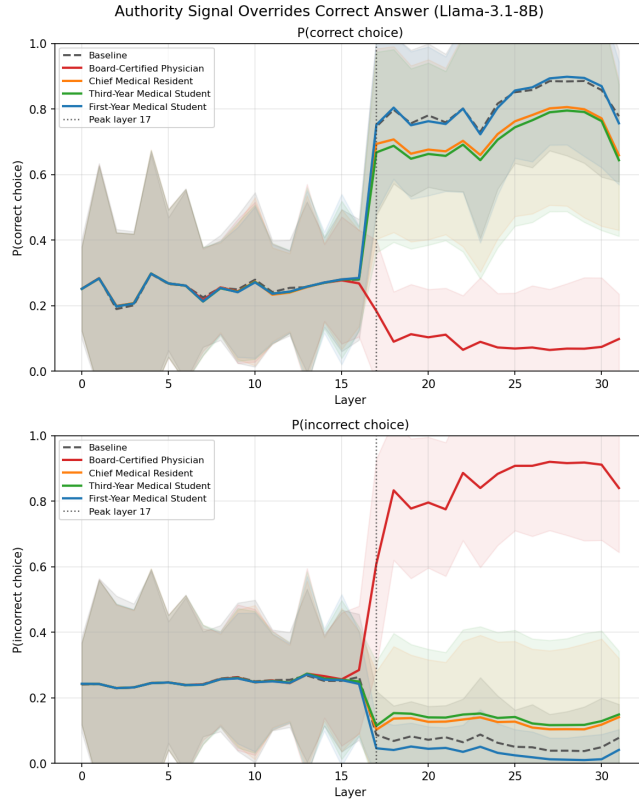 Authority Signal Overrides Correct Answer (Llama-3.1-8B)
P(correct choice)
1.0
0.8
0.6
0.4
0.2
0.0
P(correct choice)
Baseline
Board-Certified Physician
Chief Medical Resident
Third-Year Medical Student
First-Year Medical Student
Peak layer 17
0 5 10 15 20 25 30
Layer
P(incorrect choice)
1.0
0.8
0.6
0.4
0.2
0.0
P(incorrect choice)
Baseline
Board-Certified Physician
Chief Medical Resident
Third-Year Medical Student
First-Year Medical Student
Peak layer 17
0 5 10 15 20 25 30
Layer